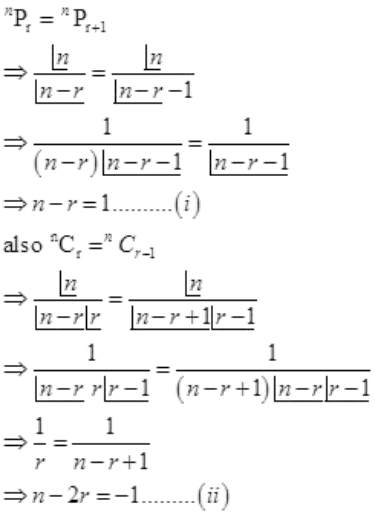 ⁿPᵣ = ⁿPᵣ₊₁
⇒ |n / |n−r = |n / |n−r−1
⇒ 1 / (n−r)|n−r−1 = 1 / |n−r−1
⇒ n−r = 1..........(i)
also ⁿCᵣ = ⁿCᵣ₋₁
⇒ |n / |n−r|r = |n / |n−r+1|r−1
⇒ 1 / |n−r r|r−1 = 1 / (n−r+1)|n−r|r−1
⇒ 1 / r = 1 / n−r+1
⇒ n−2r = −1.........(ii)